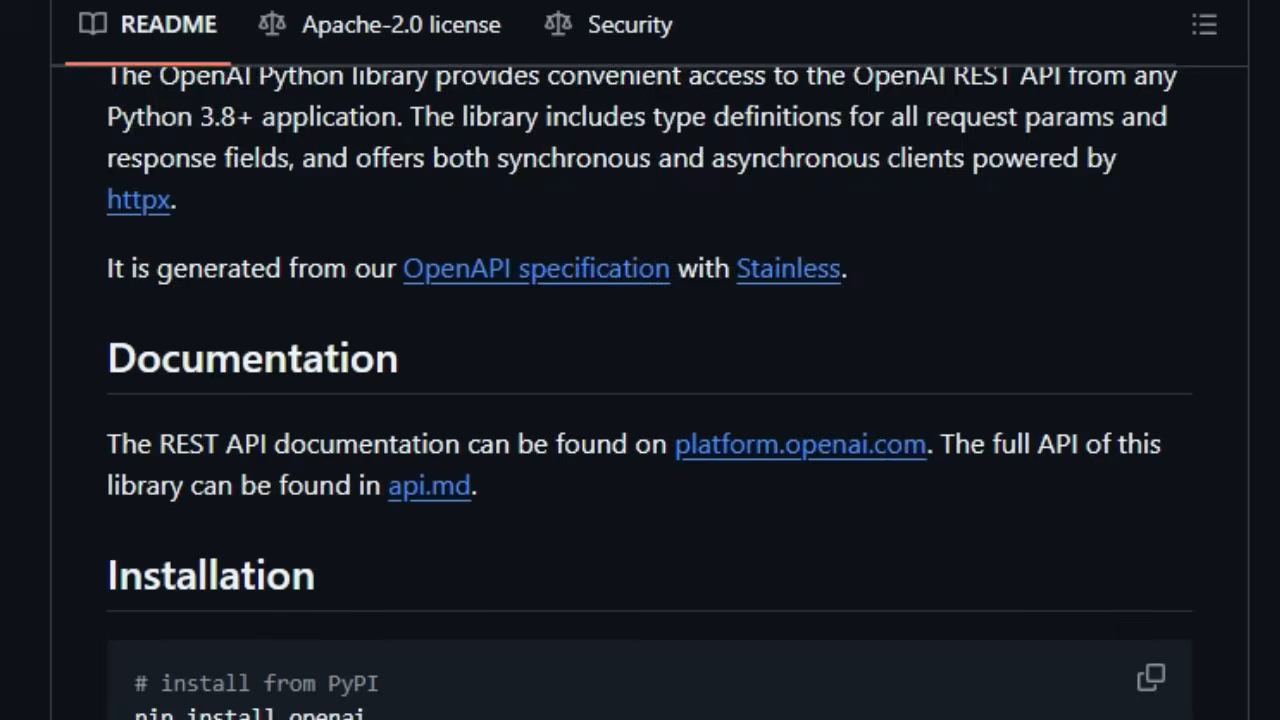 README Apache-2.0 license Security
The OpenAI Python library provides convenient access to the OpenAI REST API from any
Python 3.8+ application. The library includes type definitions for all request params and
response fields, and offers both synchronous and asynchronous clients powered by
httpx.
It is generated from our OpenAPI specification with Stainless.
Documentation
The REST API documentation can be found on platform.openai.com. The full API of this
library can be found in api.md.
Installation
# install from PyPI
pip install openai